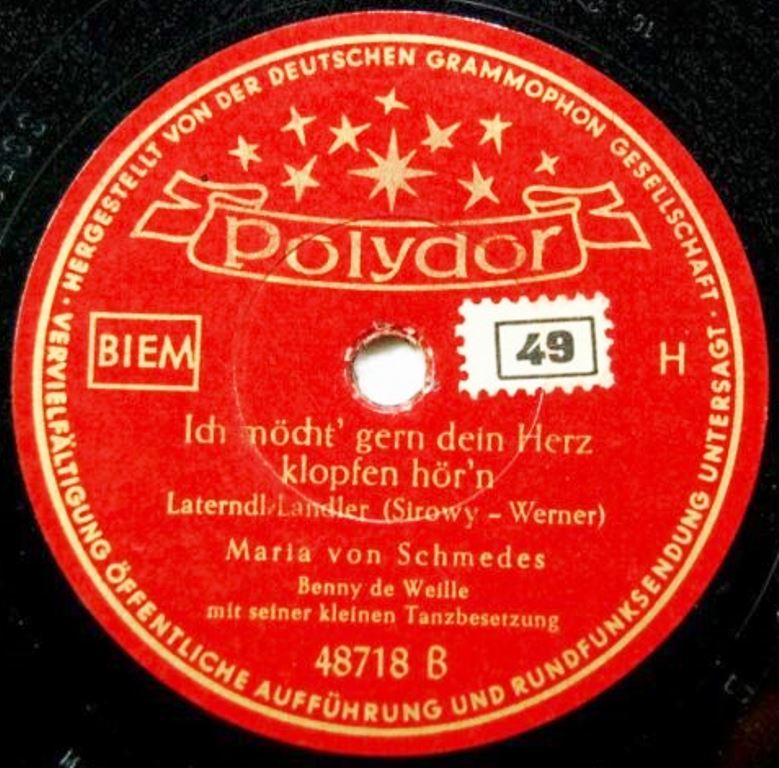 HERGESTELLT VON DER DEUTSCHEN GRAMMOPHON GESELLSCHAFT · VERVIELFÄLTIGUNG ÖFFENTLICHE AUFFÜHRUNG UND RUNDFUNKSENDUNG UNTERSAGT ·
Polydor
BIEM
49
H
Ich möcht' gern dein Herz
klopfen hör'n
Laterndl-Landler (Sirowy – Werner)
Maria von Schmedes
Benny de Weille
mit seiner kleinen Tanzbesetzung
48718 B